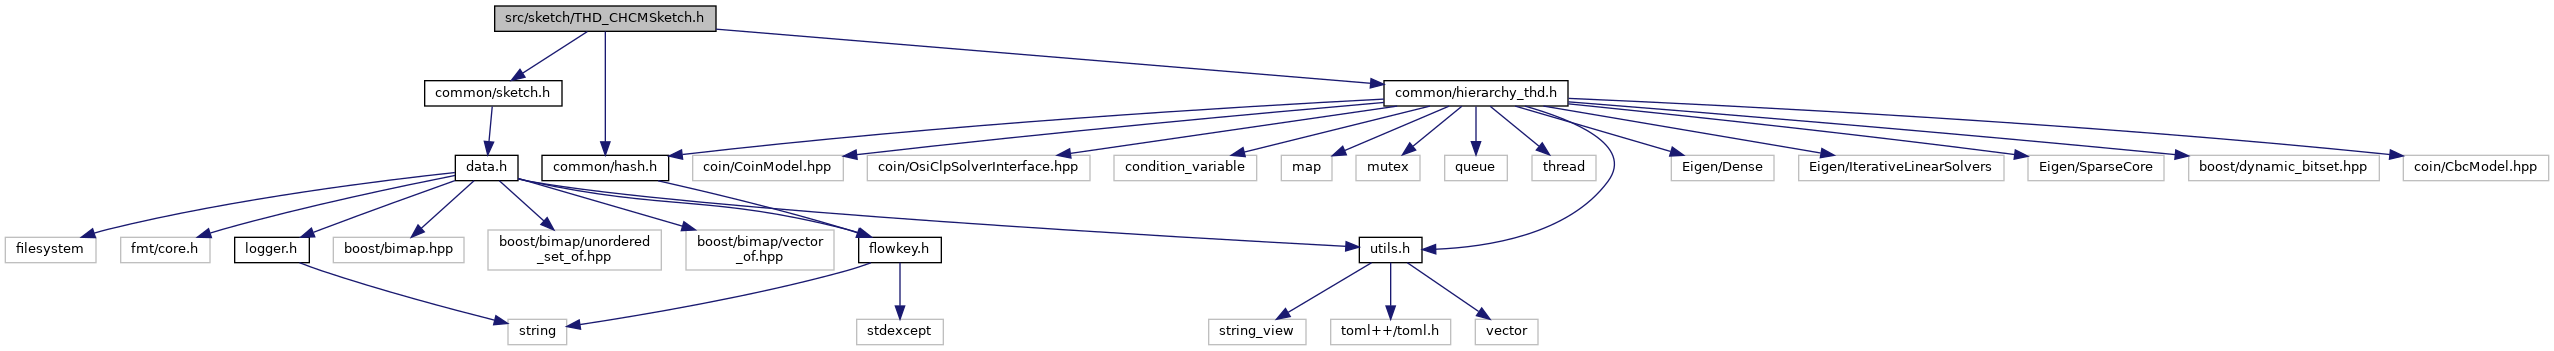 src/sketch/THD_CHCMSketch.h
common/sketch.h
common/hierarchy_thd.h
data.h
common/hash.h
coin/CoinModel.hpp
coin/OsiClpSolverInterface.hpp
condition_variable
map
mutex
queue
thread
Eigen/Dense
Eigen/IterativeLinearSolvers
Eigen/SparseCore
boost/dynamic_bitset.hpp
coin/CbcModel.hpp
filesystem
fmt/core.h
logger.h
boost/bimap.hpp
boost/bimap/unordered
_set_of.hpp
boost/bimap/vector
_of.hpp
flowkey.h
utils.h
string
stdexcept
string_view
toml++/toml.h
vector